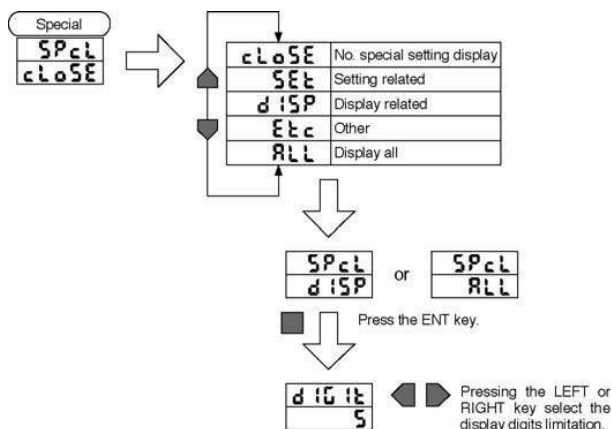 Special
SPcL
cLoSE
cLoSE No. special setting display
SEt Setting related
dISP Display related
Etc Other
ALL Display all
SPcL or SPcL
dISP ALL
Press the ENT key.
dIGIt Pressing the LEFT or
5 RIGHT key select the
display digits limitation.